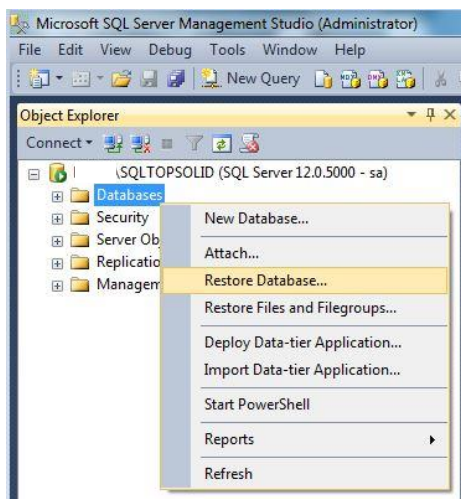 Microsoft SQL Server Management Studio (Administrator)
File Edit View Debug Tools Window Help
New Query
Object Explorer
Connect
\SQLTOPSOLID (SQL Server 12.0.5000 - sa)
Databases
Security
Server Ob
Replicatio
Managem
New Database...
Attach...
Restore Database...
Restore Files and Filegroups...
Deploy Data-tier Application...
Import Data-tier Application...
Start PowerShell
Reports
Refresh